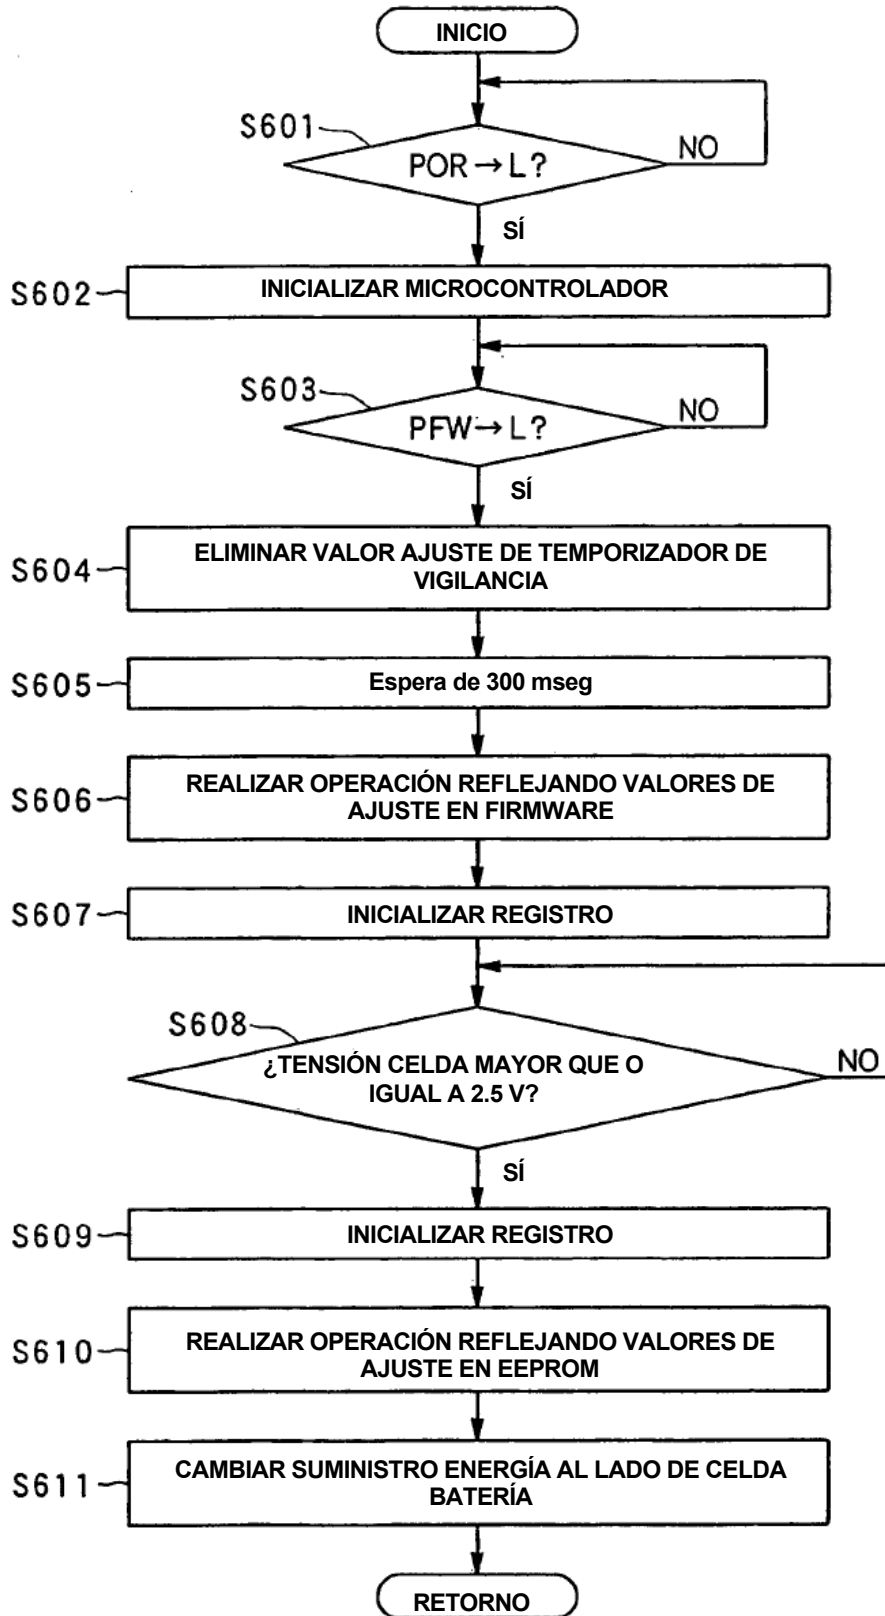 INICIO
S601
POR→L?
NO
SÍ
S602
INICIALIZAR MICROCONTROLADOR
S603
PFW→L?
NO
SÍ
S604
ELIMINAR VALOR AJUSTE DE TEMPORIZADOR DE
VIGILANCIA
S605
Espera de 300 mseg
S606
REALIZAR OPERACIÓN REFLEJANDO VALORES DE
AJUSTE EN FIRMWARE
S607
INICIALIZAR REGISTRO
S608
¿TENSIÓN CELDA MAYOR QUE O
IGUAL A 2.5 V?
NO
SÍ
S609
INICIALIZAR REGISTRO
S610
REALIZAR OPERACIÓN REFLEJANDO VALORES DE
AJUSTE EN EEPROM
S611
CAMBIAR SUMINISTRO ENERGÍA AL LADO DE CELDA
BATERÍA
RETORNO